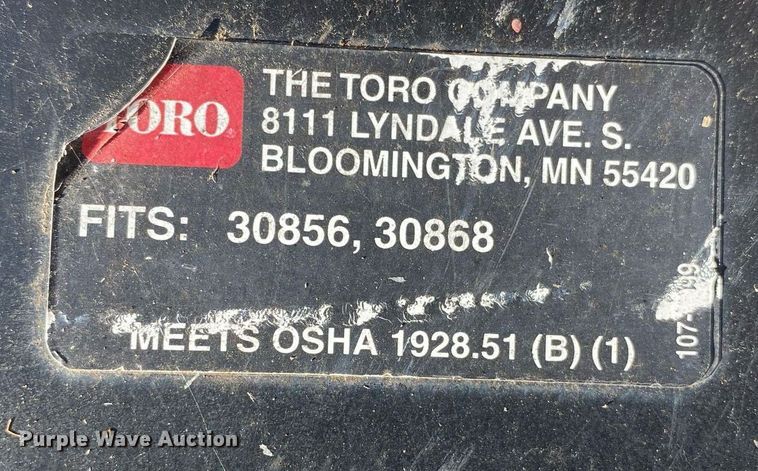 TORO
THE TORO COMPANY
8111 LYNDALE AVE. S.
BLOOMINGTON, MN 55420
FITS: 30856, 30868
MEETS OSHA 1928.51 (B) (1)
Purple Wave Auction